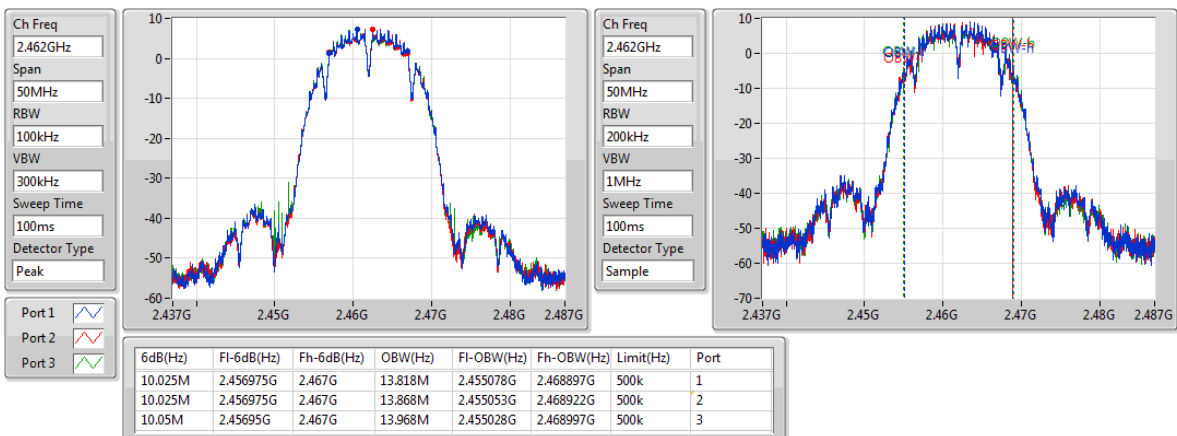 Ch Freq
2.462GHz
Span
50MHz
RBW
100kHz
VBW
300kHz
Sweep Time
100ms
Detector Type
Peak
Port 1
Port 2
Port 3
10
0
-10
-20
-30
-40
-50
-60
2.437G 2.45G 2.46G 2.47G 2.487G
Ch Freq
2.462GHz
Span
50MHz
RBW
200kHz
VBW
1MHz
Sweep Time
100ms
Detector Type
Sample
10
0
-10
-20
-30
-40
-50
-60
-70
2.437G 2.45G 2.46G 2.47G 2.48G 2.487G
6dB(Hz) Fl-6dB(Hz) Fh-6dB(Hz) OBW(Hz) Fl-OBW(Hz) Fh-OBW(Hz) Limit(Hz) Port
10.025M 2.456975G 2.467G 13.818M 2.455078G 2.468897G 500k 1
10.025M 2.456975G 2.467G 13.868M 2.455053G 2.468922G 500k 2
10.05M 2.45695G 2.467G 13.968M 2.455028G 2.468997G 500k 3